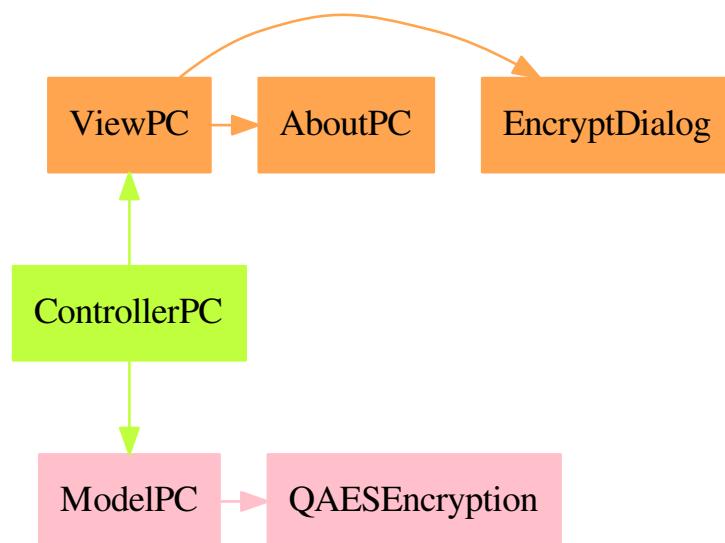 ViewPC
AboutPC
EncryptDialog
ControllerPC
ModelPC
QAESEncryption